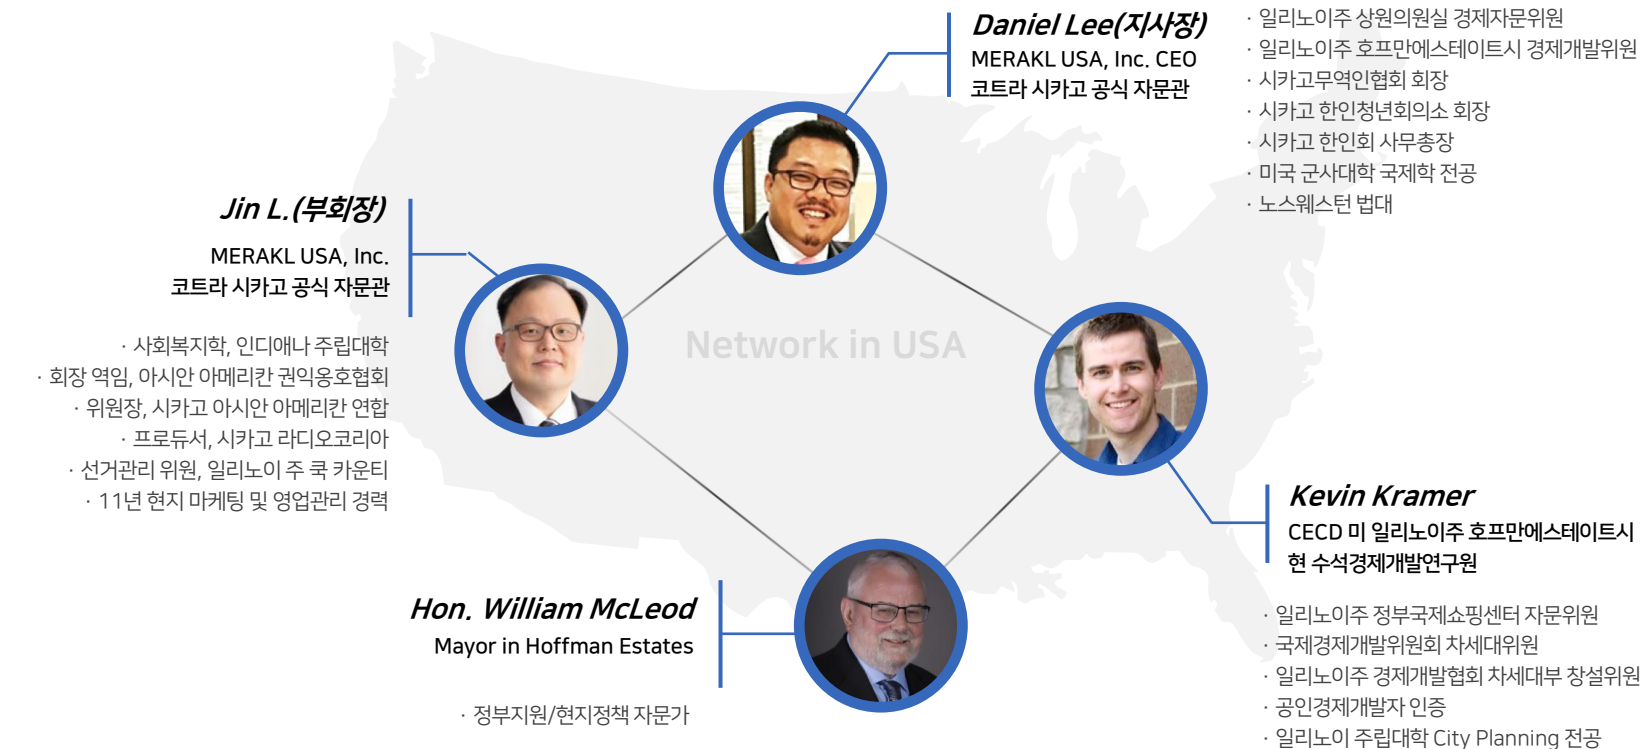 Daniel Lee(지사장)
MERAKL USA, Inc. CEO
코트라 시카고 공식 자문관
· 일리노이주 상원의원실 경제자문위원
· 일리노이주 호프만에스테이트시 경제개발위원
· 시카고무역인협회 회장
· 시카고 한인청년회의소 회장
· 시카고 한인회 사무총장
· 미국 군사대학 국제학 전공
· 노스웨스턴 법대
Jin L.(부회장)
MERAKL USA, Inc.
코트라 시카고 공식 자문관
· 사회복지학, 인디애나 주립대학
· 회장 역임, 아시안 아메리칸 권익옹호협회
· 위원장, 시카고 아시안 아메리칸 연합
· 프로듀서, 시카고 라디오코리아
· 선거관리 위원, 일리노이 주 쿡 카운티
· 11년 현지 마케팅 및 영업관리 경력
Network in USA
Kevin Kramer
CECD 미 일리노이주 호프만에스테이트시
현 수석경제개발연구원
· 일리노이주 정부국제쇼핑센터 자문위원
· 국제경제개발위원회 차세대위원
· 일리노이주 경제개발협회 차세대부 창설위원
· 공인경제개발자 인증
· 일리노이 주립대학 City Planning 전공
Hon. William McLeod
Mayor in Hoffman Estates
· 정부지원/현지정책 자문가